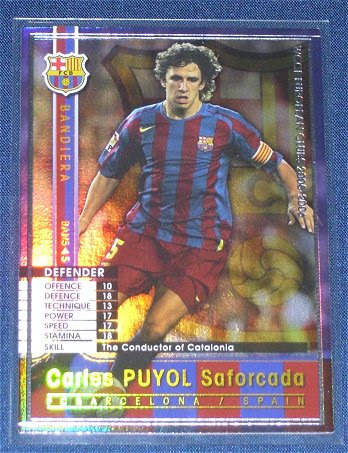 FCB
BANDIERA
BAN5 ◆ S
DEFENDER
OFFENCE 10
DEFENCE 18
TECHNIQUE 13
POWER 17
SPEED 17
STAMINA 18
SKILL The Conductor of Catalonia
Carles PUYOL Saforcada
FC BARCELONA / SPAIN